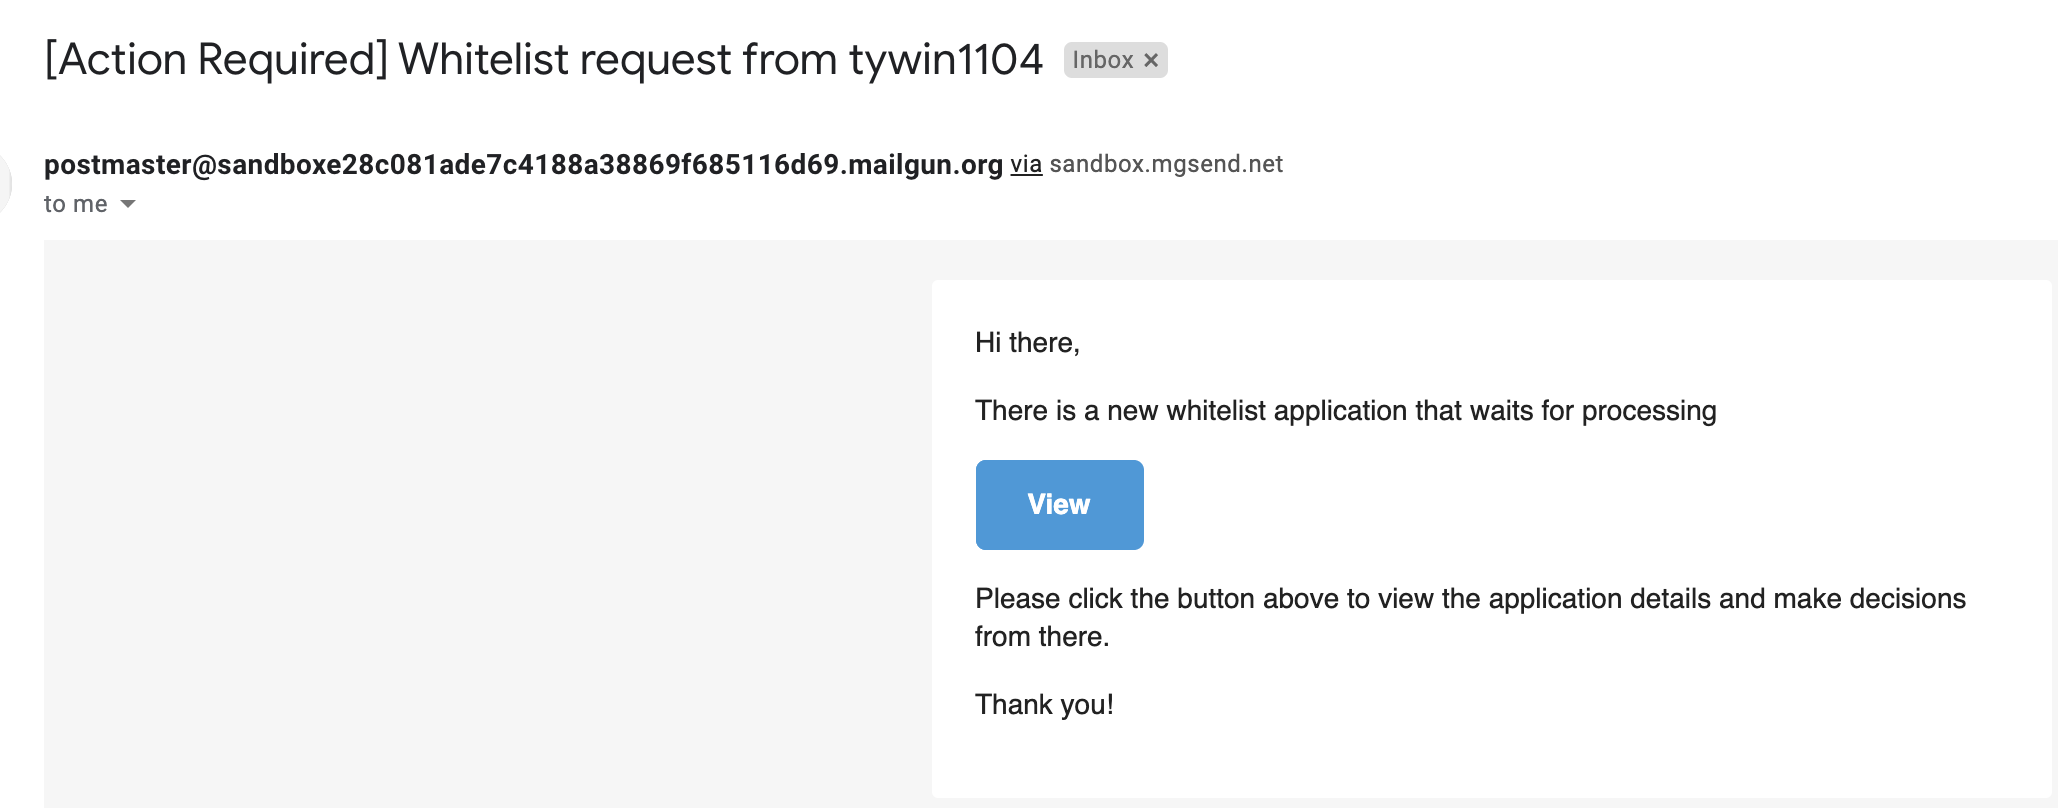 [Action Required] Whitelist request from tywin1104 Inbox ×
postmaster@sandboxe28c081ade7c4188a38869f685116d69.mailgun.org via sandbox.mgsend.net
to me
Hi there,
There is a new whitelist application that waits for processing
View
Please click the button above to view the application details and make decisions
from there.
Thank you!